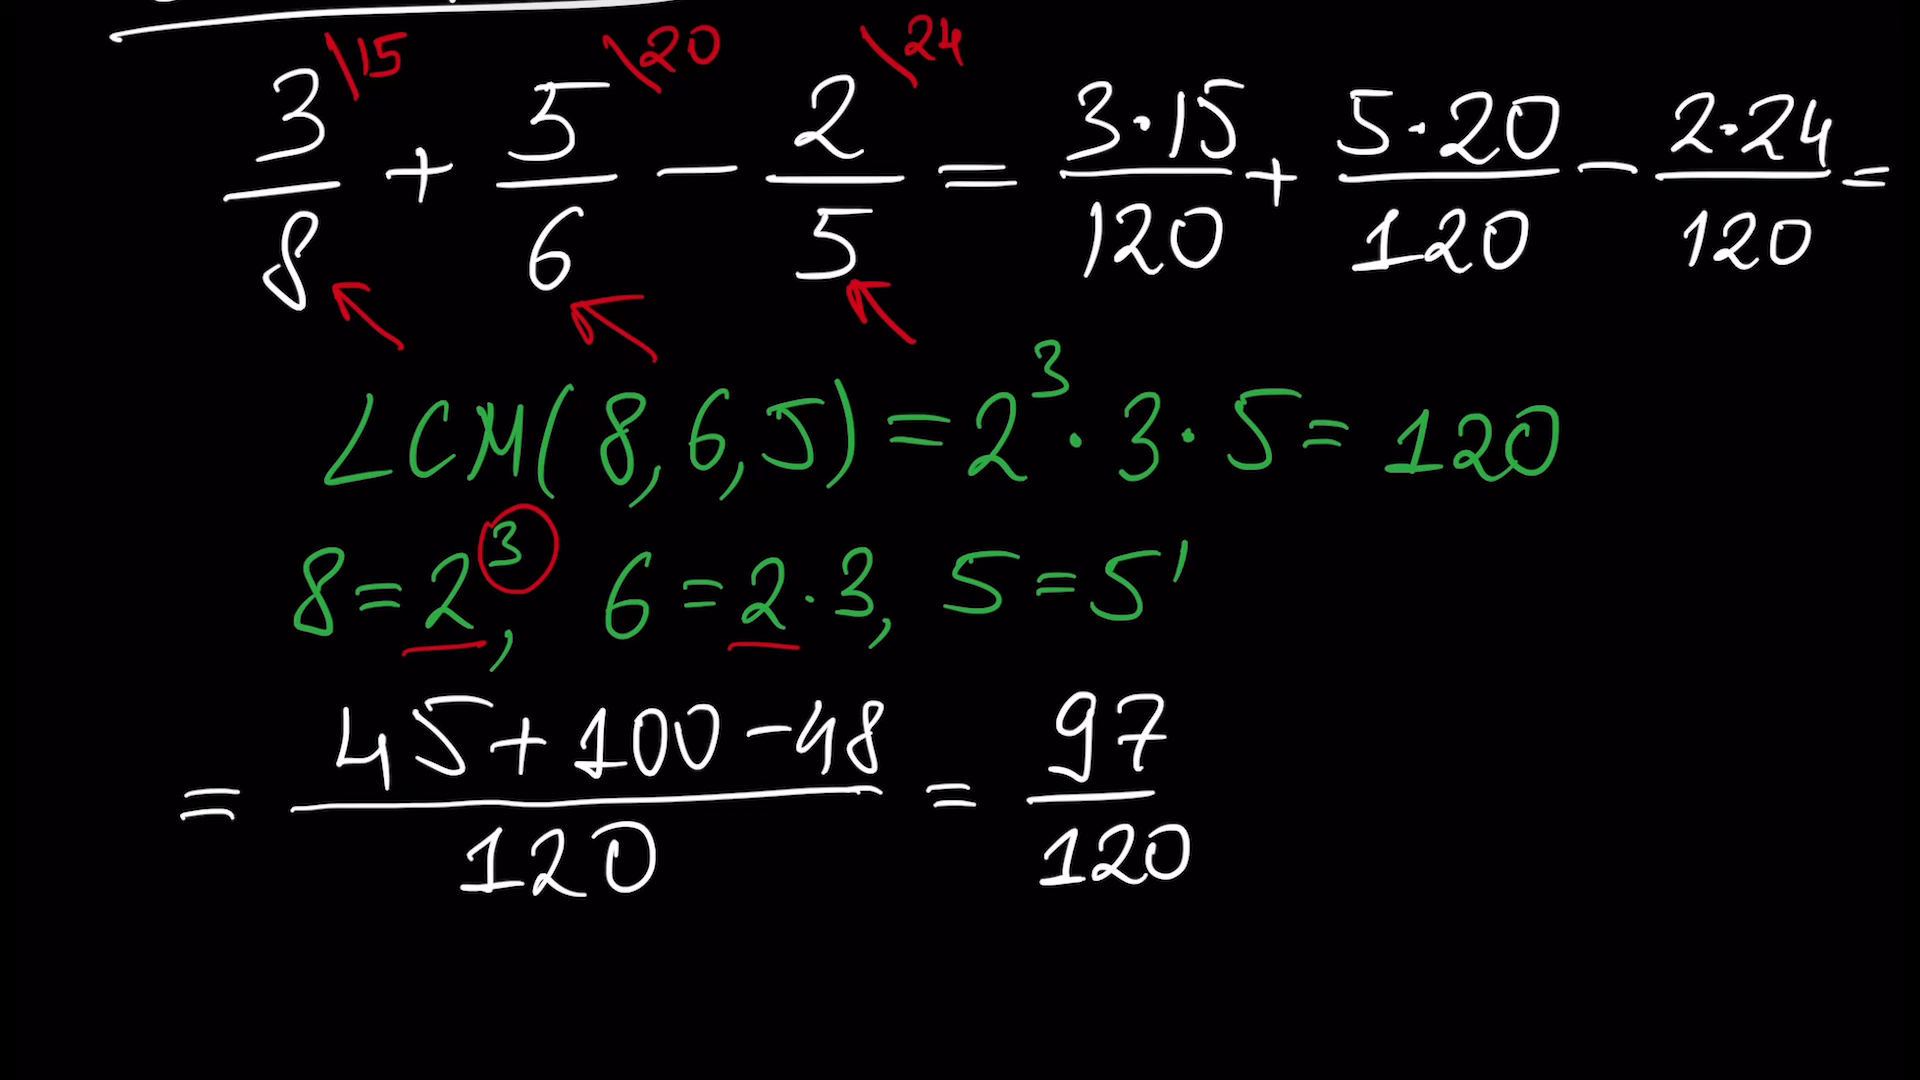 \15 \20 \24
3/8 + 5/6 − 2/5 = 3·15/120 + 5·20/120 − 2·24/120 =
LCM(8,6,5) = 2³ · 3 · 5 = 120
8 = 2³, 6 = 2·3, 5 = 5¹
= 45+100−48/120 = 97/120